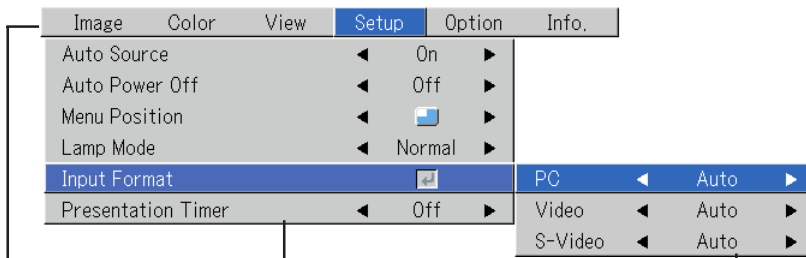 Image Color View Setup Option Info.
Auto Source On
Auto Power Off Off
Menu Position
Lamp Mode Normal
Input Format PC Auto
Presentation Timer Off Video Auto
S-Video Auto